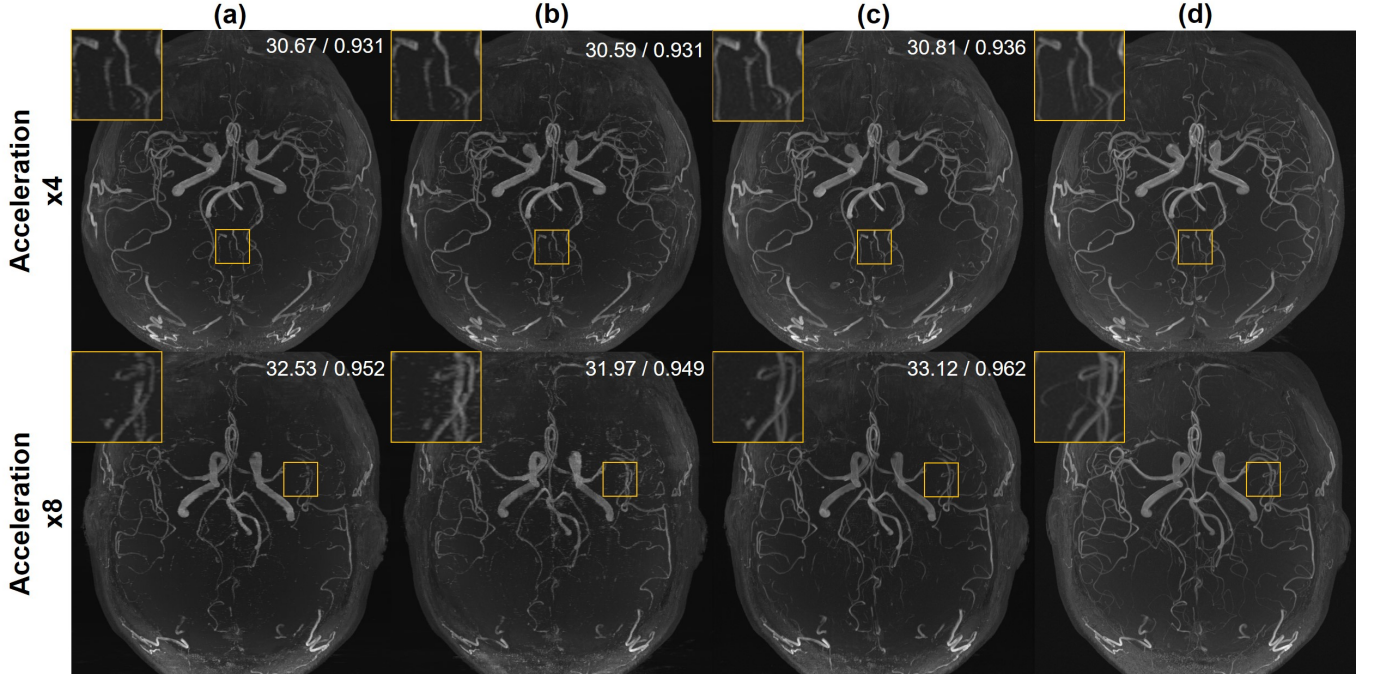 (a) (b) (c) (d)
Acceleration
x4
30.67 / 0.931
30.59 / 0.931
30.81 / 0.936
Acceleration
x8
32.53 / 0.952
31.97 / 0.949
33.12 / 0.962